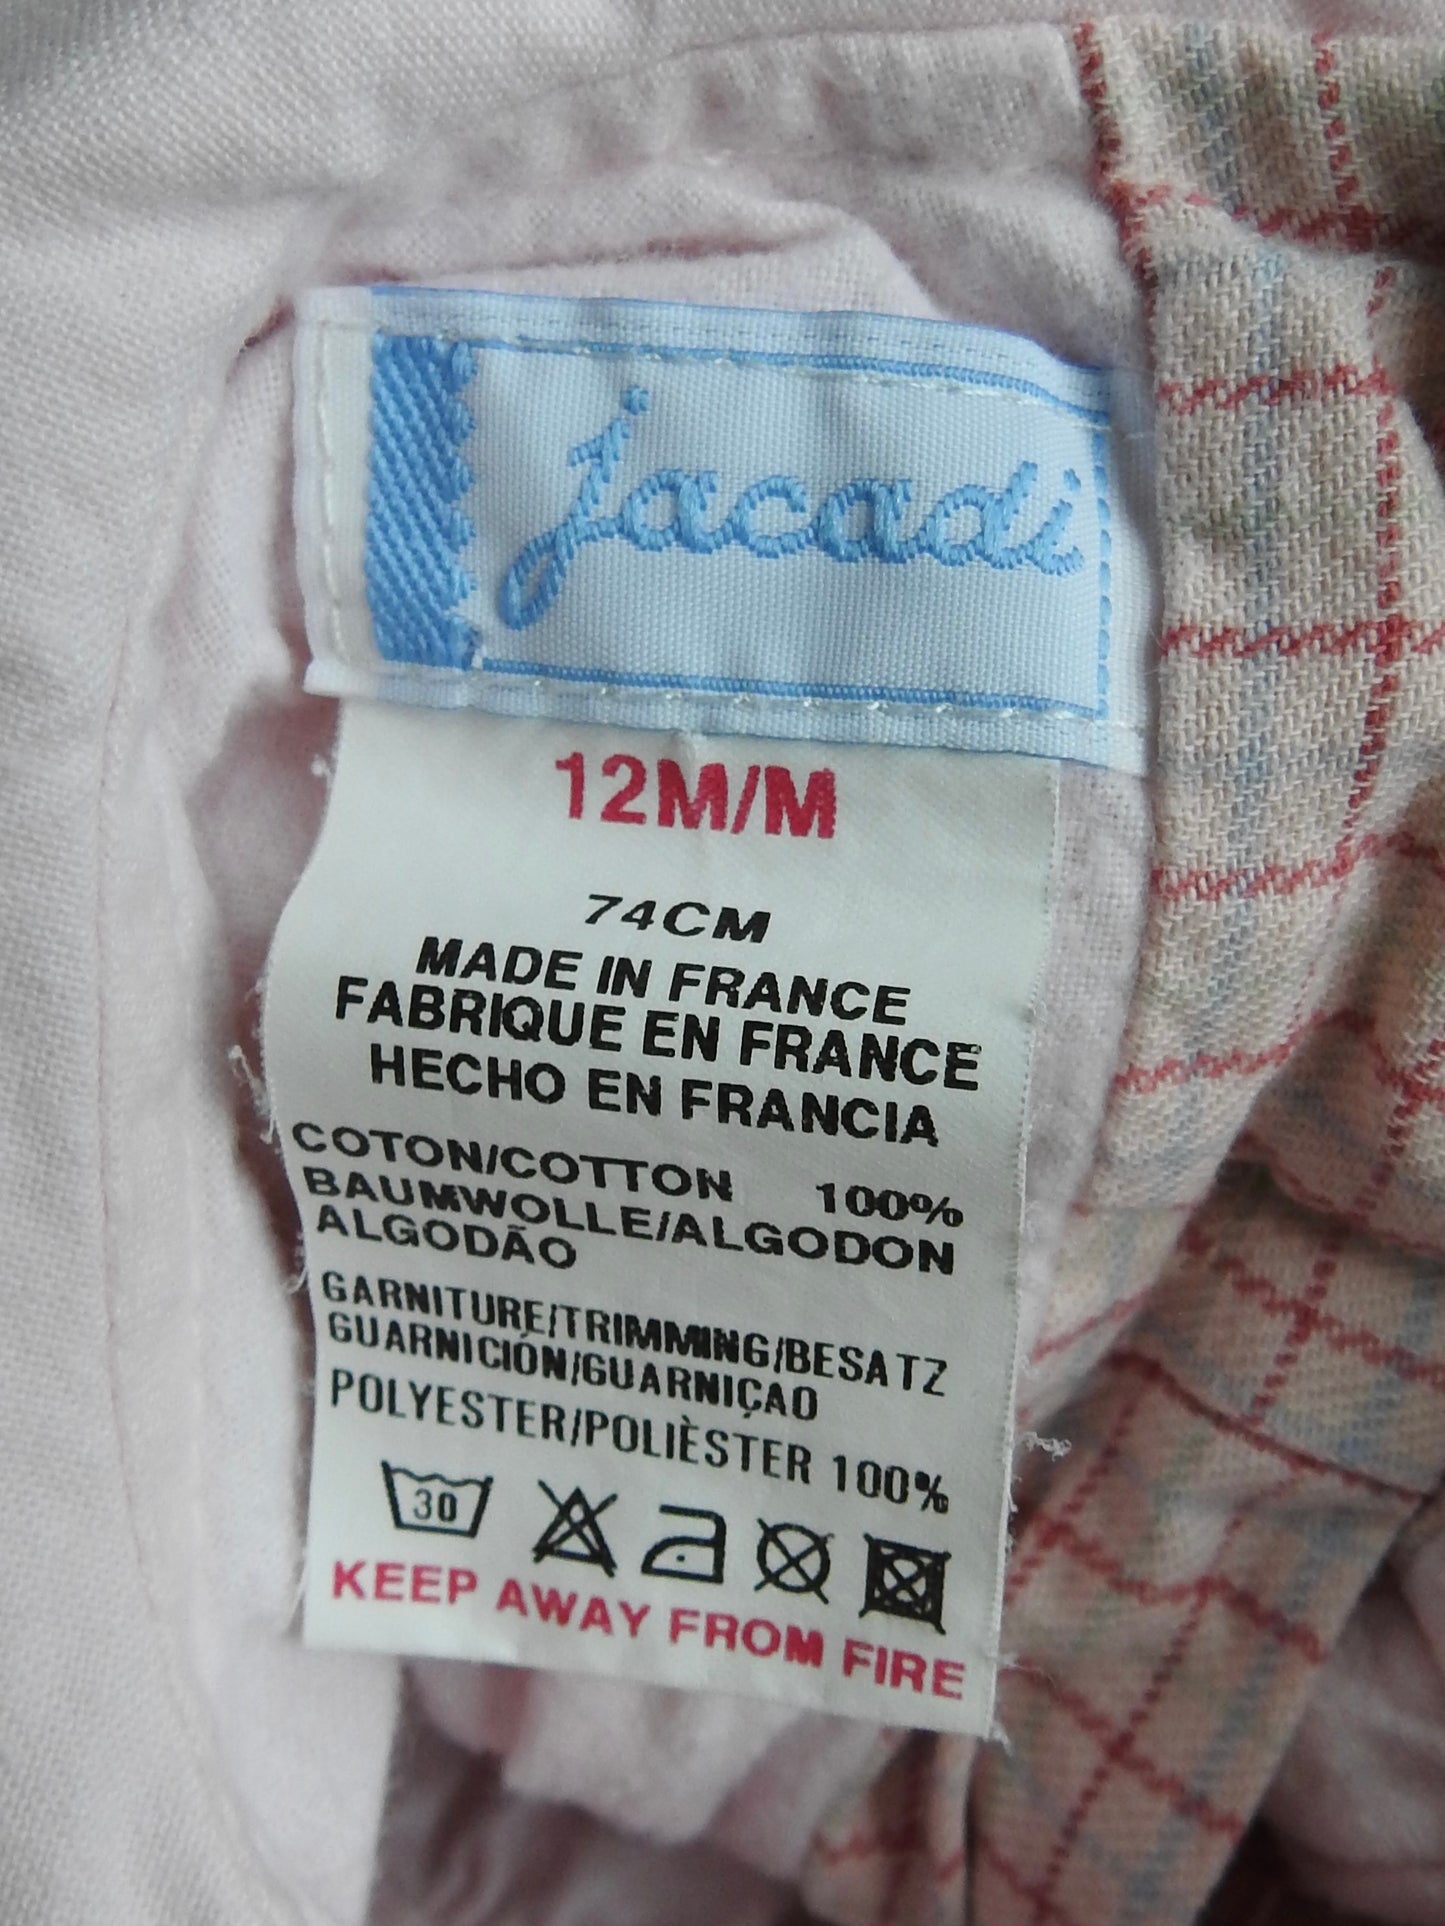 jacadi
12M/M
74CM
MADE IN FRANCE
FABRIQUE EN FRANCE
HECHO EN FRANCIA
COTON/COTTON 100%
BAUMWOLLE/ALGODON
ALGODÃO
GARNITURE/TRIMMING/BESATZ
GUARNICIÓN/GUARNIÇAO
POLYESTER/POLIÈSTER 100%
30
KEEP AWAY FROM FIRE